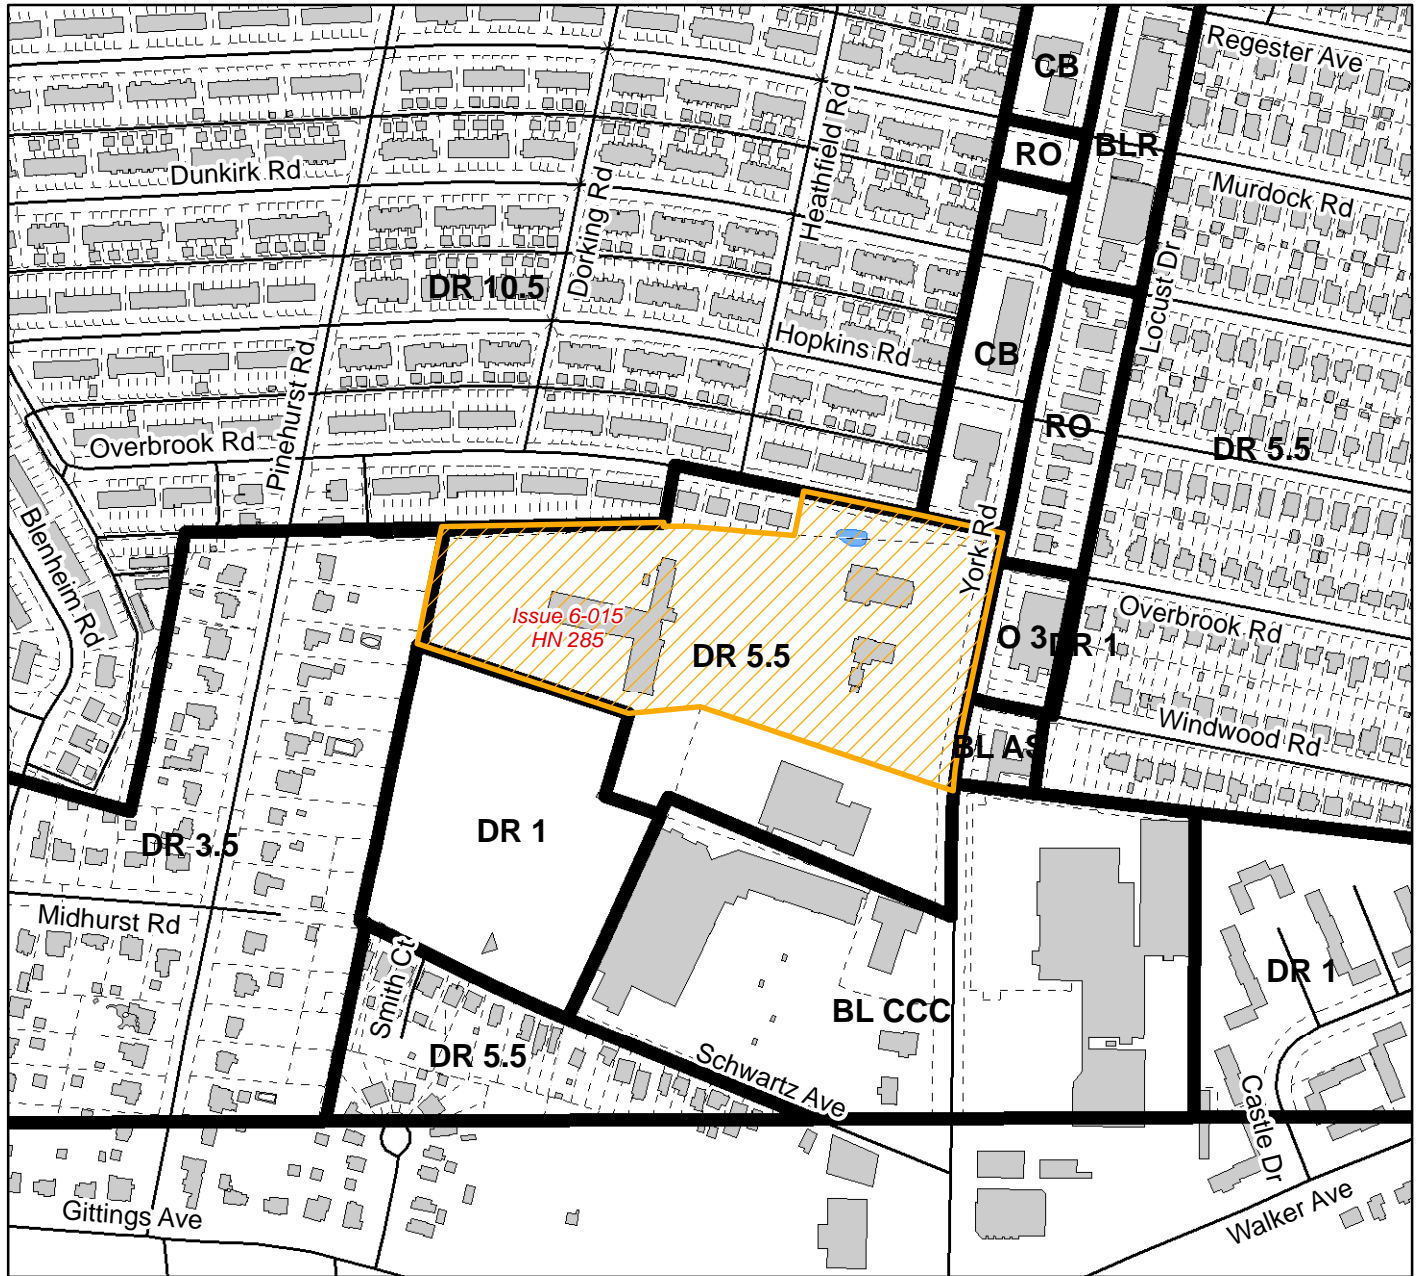 Regester Ave
CB
BLR
RO
Dunkirk Rd
Heathfield Rd
Murdock Rd
Dorking Rd
DR 10.5
Locust Dr
Hopkins Rd
CB
Pinehurst Rd
RO
Overbrook Rd
DR 5.5
Blenheim Rd
York Rd
Issue 6-015
HN 285
Overbrook Rd
O 3
DR 1
DR 5.5
Windwood Rd
BL AS
DR 1
DR 3.5
Midhurst Rd
Smith Ct
DR 1
BL CCC
DR 5.5
Schwartz Ave
Castle Dr
Gittings Ave
Walker Ave